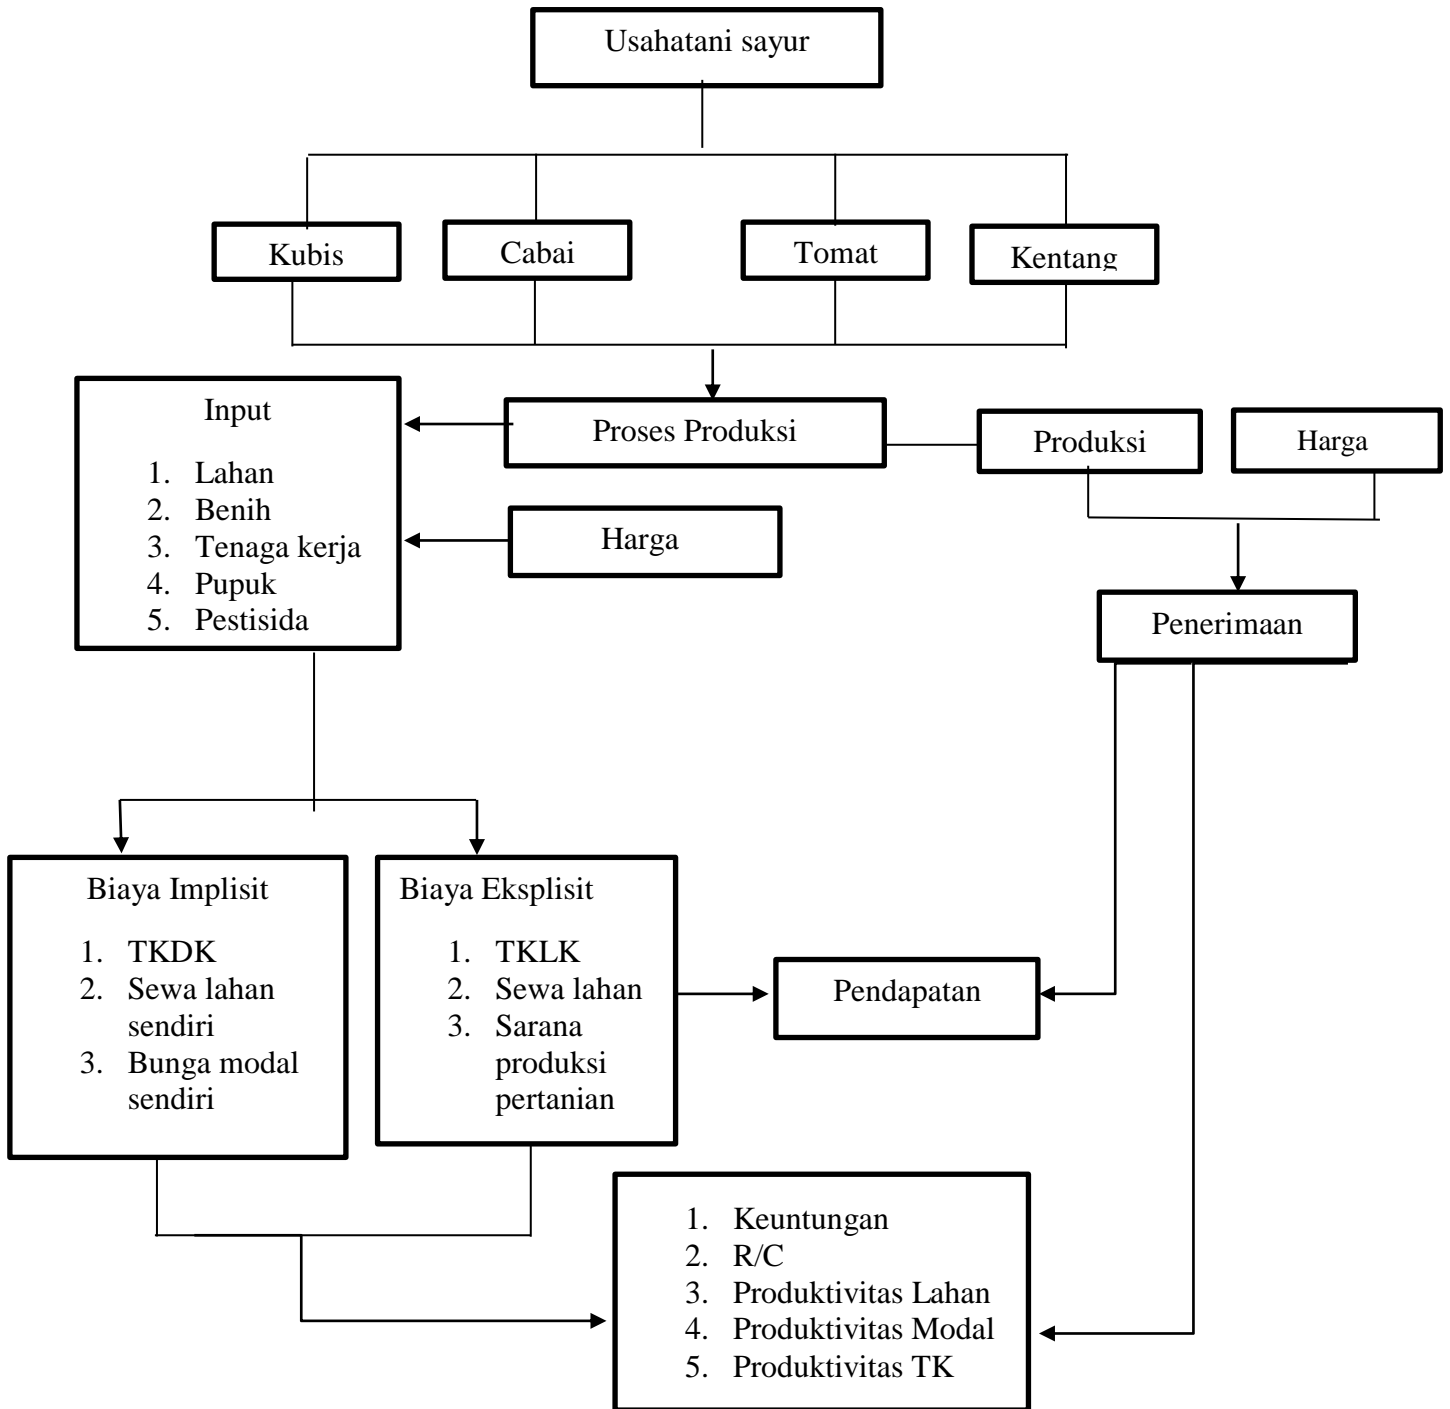 Usahatani sayur
Kubis
Cabai
Tomat
Kentang
Input
1. Lahan
2. Benih
3. Tenaga kerja
4. Pupuk
5. Pestisida
Proses Produksi
Produksi
Harga
Harga
Penerimaan
Biaya Implisit
1. TKDK
2. Sewa lahan
sendiri
3. Bunga modal
sendiri
Biaya Eksplisit
1. TKLK
2. Sewa lahan
3. Sarana
produksi
pertanian
Pendapatan
1. Keuntungan
2. R/C
3. Produktivitas Lahan
4. Produktivitas Modal
5. Produktivitas TK